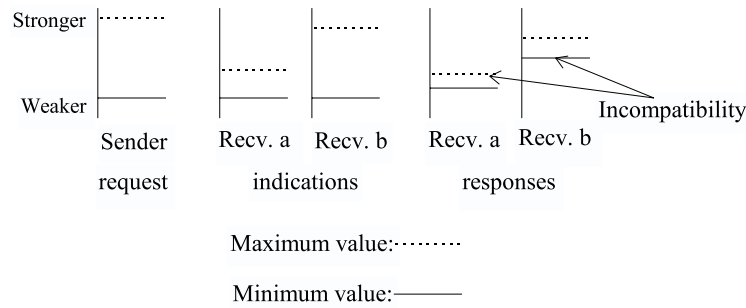 Stronger
Weaker
Incompatibility
Sender Recv. a Recv. b Recv. a Recv. b
request indications responses
Maximum value:
Minimum value: